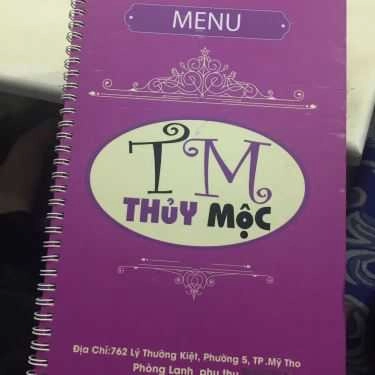 MENU
TM
THỦY MỘC
Địa Chỉ:762 Lý Thường Kiệt, Phường 5, TP.Mỹ Tho
Phòng Lạnh phụ thu